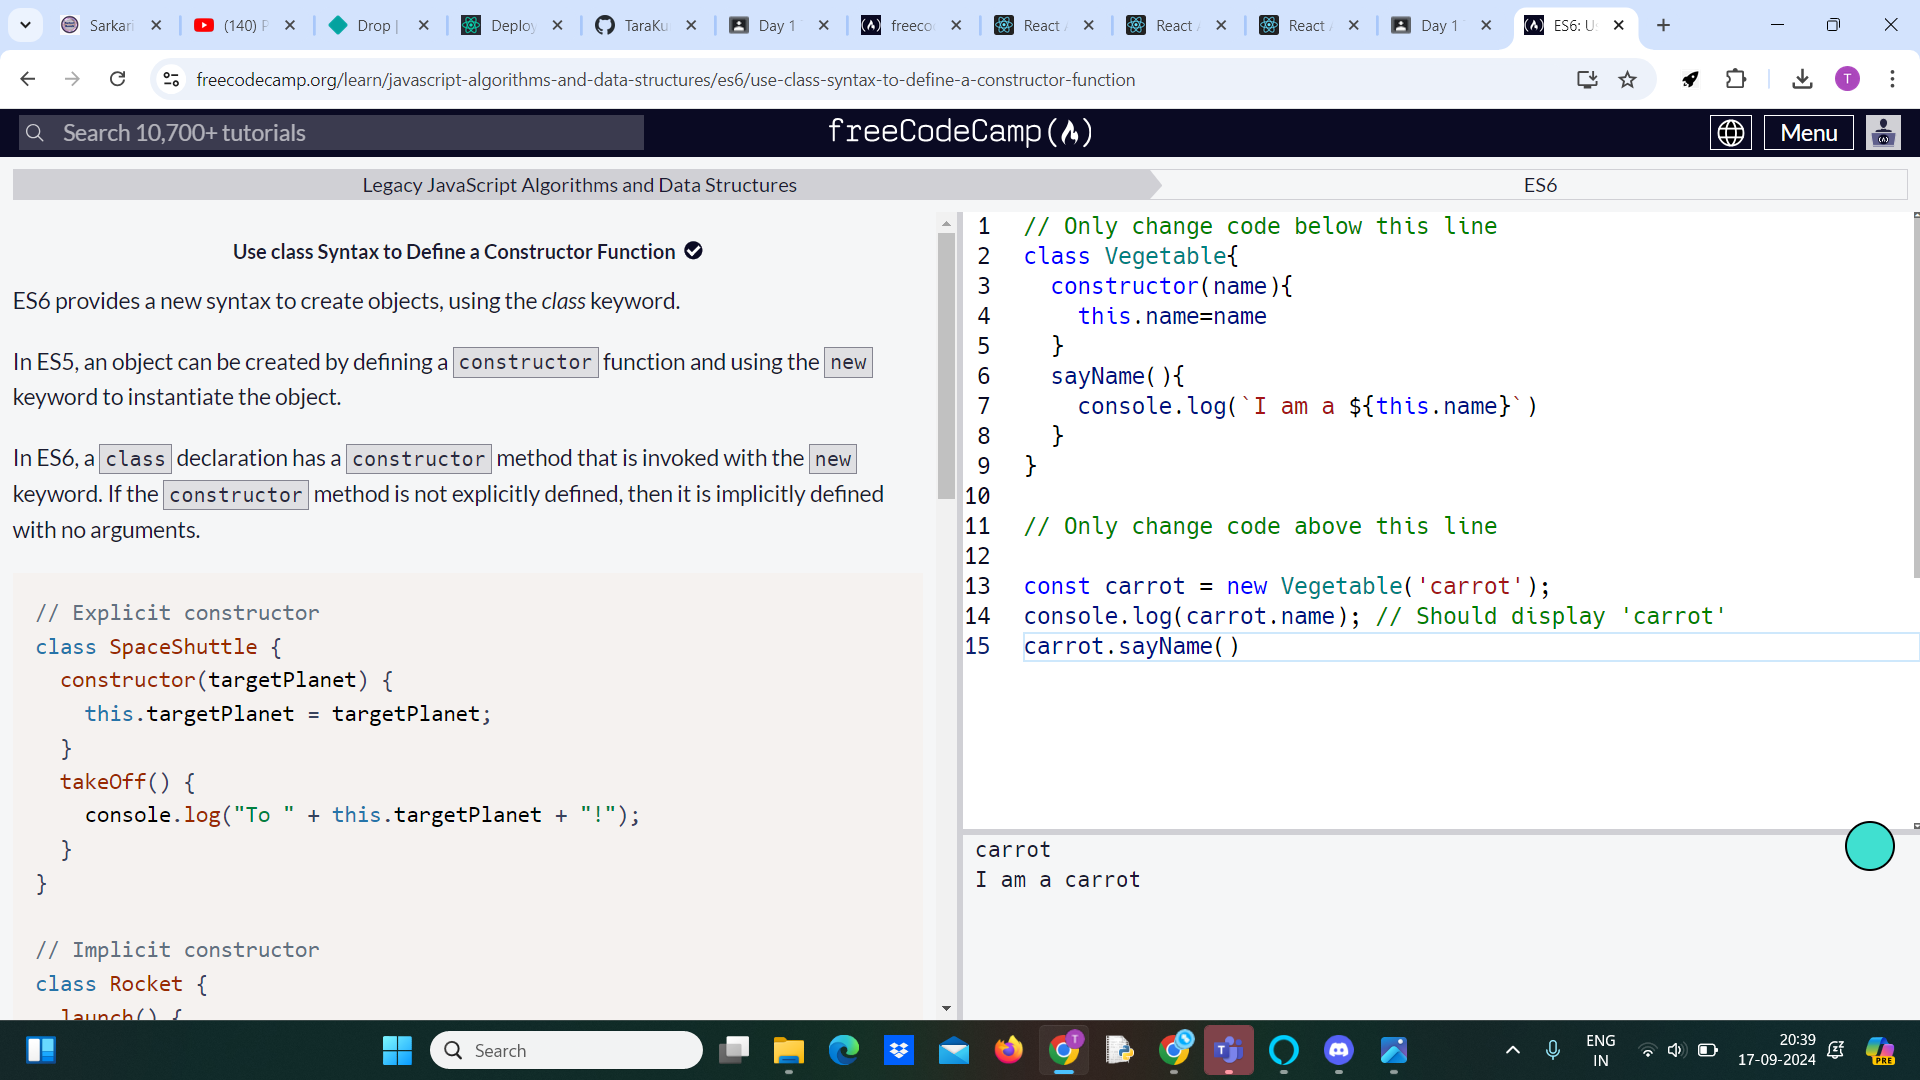 Sarkari
(140) P
Drop |
Deploy
TaraKu
Day 1
freeco
React A
React A
React A
Day 1
ES6: Us
freecodecamp.org/learn/javascript-algorithms-and-data-structures/es6/use-class-syntax-to-define-a-constructor-function
T
Search 10,700+ tutorials
freeCodeCamp
Menu
Legacy JavaScript Algorithms and Data Structures
ES6
Use class Syntax to Define a Constructor Function
ES6 provides a new syntax to create objects, using the class keyword.
In ES5, an object can be created by defining a constructor function and using the new
keyword to instantiate the object.
In ES6, a class declaration has a constructor method that is invoked with the new
keyword. If the constructor method is not explicitly defined, then it is implicitly defined
with no arguments.
// Explicit constructor
class SpaceShuttle {
constructor(targetPlanet) {
this.targetPlanet = targetPlanet;
}
takeOff() {
console.log("To " + this.targetPlanet + "!");
}
}
// Implicit constructor
class Rocket {
launch() {
1 // Only change code below this line
2 class Vegetable{
3 constructor(name){
4 this.name=name
5 }
6 sayName(){
7 console.log(`I am a ${this.name}`)
8 }
9 }
10
11 // Only change code above this line
12
13 const carrot = new Vegetable('carrot');
14 console.log(carrot.name); // Should display 'carrot'
15 carrot.sayName()
carrot
I am a carrot
Search
T
ENG
IN
20:39
17-09-2024
PRE